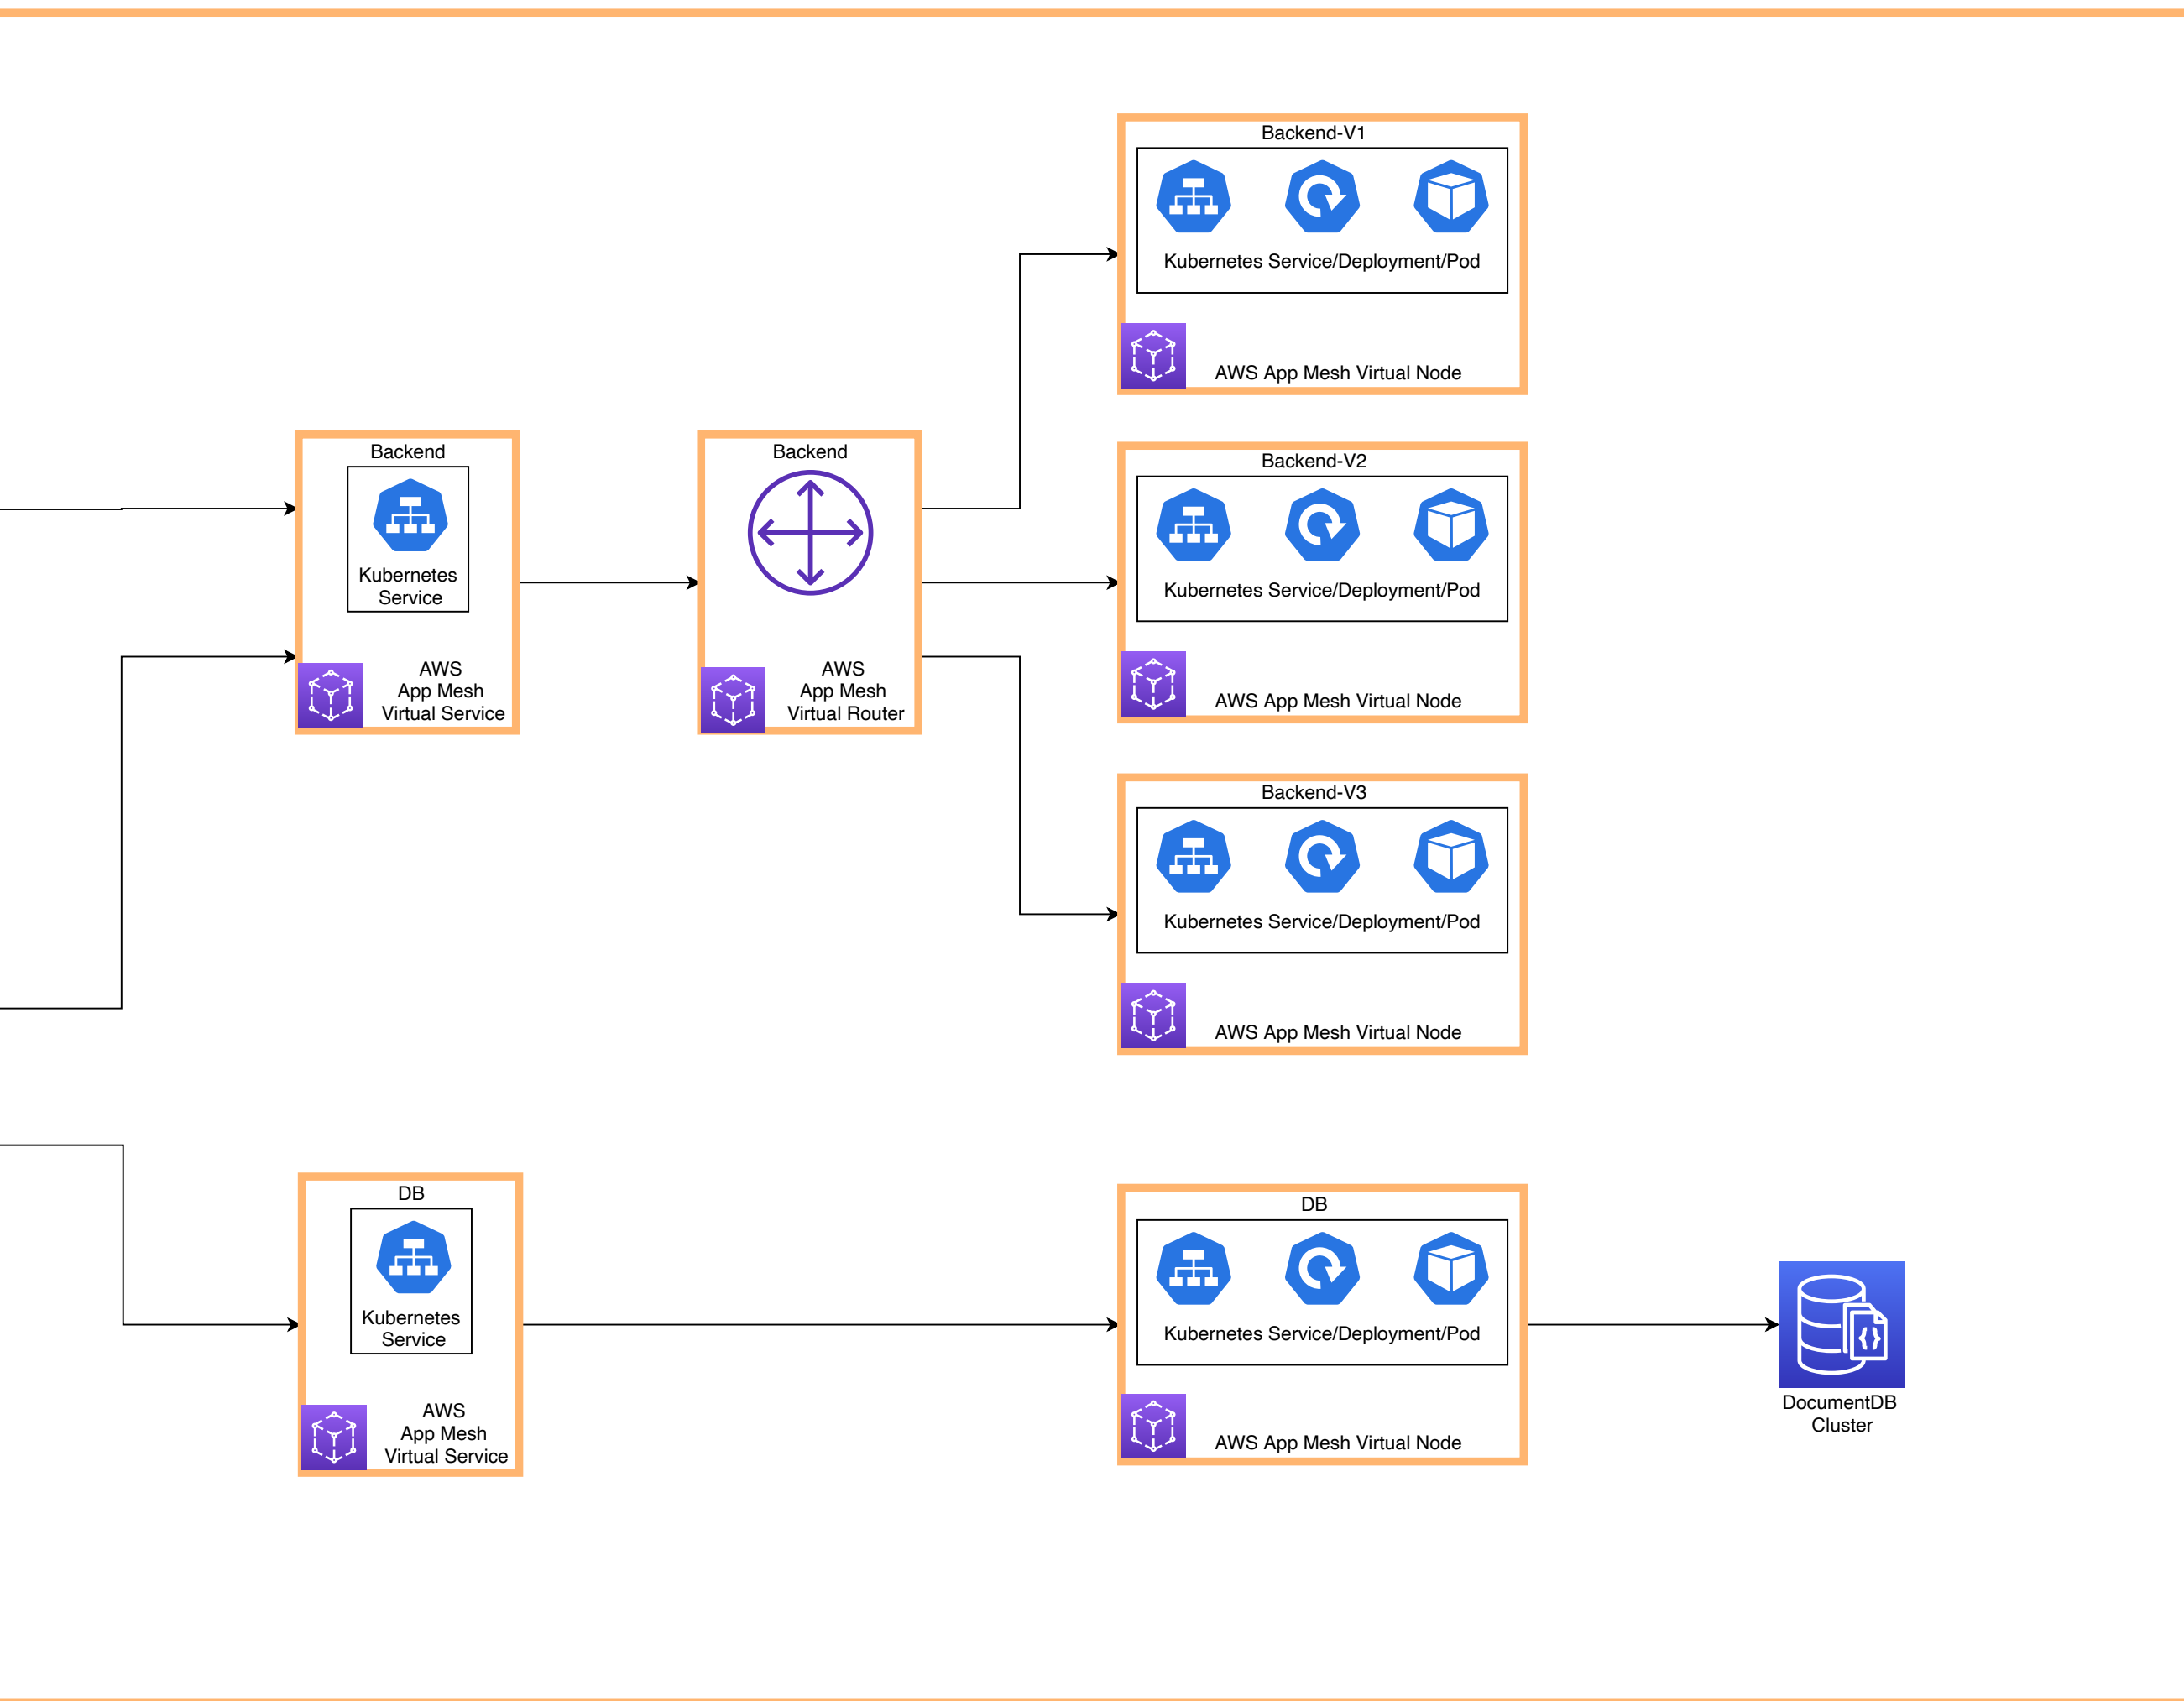 Backend-V1
Kubernetes Service/Deployment/Pod
AWS App Mesh Virtual Node
Backend
Kubernetes
Service
AWS
App Mesh
Virtual Service
Backend
AWS
App Mesh
Virtual Router
Backend-V2
Kubernetes Service/Deployment/Pod
AWS App Mesh Virtual Node
Backend-V3
Kubernetes Service/Deployment/Pod
AWS App Mesh Virtual Node
DB
Kubernetes
Service
AWS
App Mesh
Virtual Service
DB
Kubernetes Service/Deployment/Pod
AWS App Mesh Virtual Node
DocumentDB
Cluster